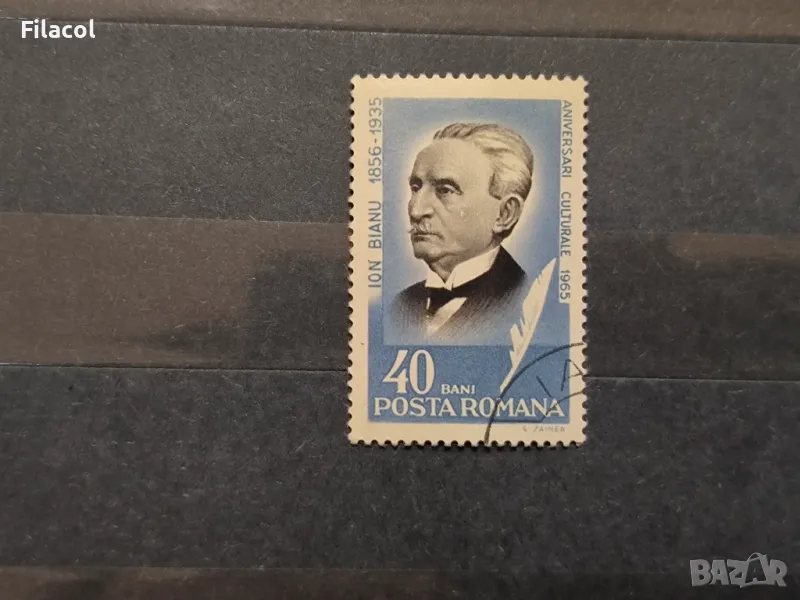 Filacol
ION BIANU 1856-1935
ANIVERSARI CULTURALE 1965
40 BANI
POSTA ROMANA
BAZAR